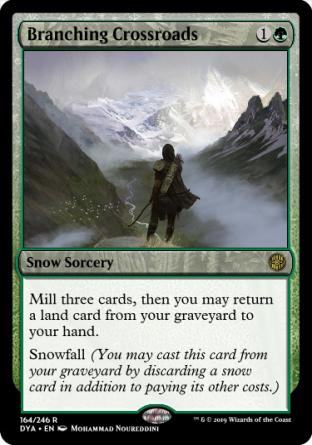 Branching Crossroads 1
Snow Sorcery
Mill three cards, then you may return
a land card from your graveyard to
your hand.
Snowfall (You may cast this card from
your graveyard by discarding a snow
card in addition to paying its other costs.)
164/246 R
DYA • EN Mohammad Noureddini
™ & © 2019 Wizards of the Coast